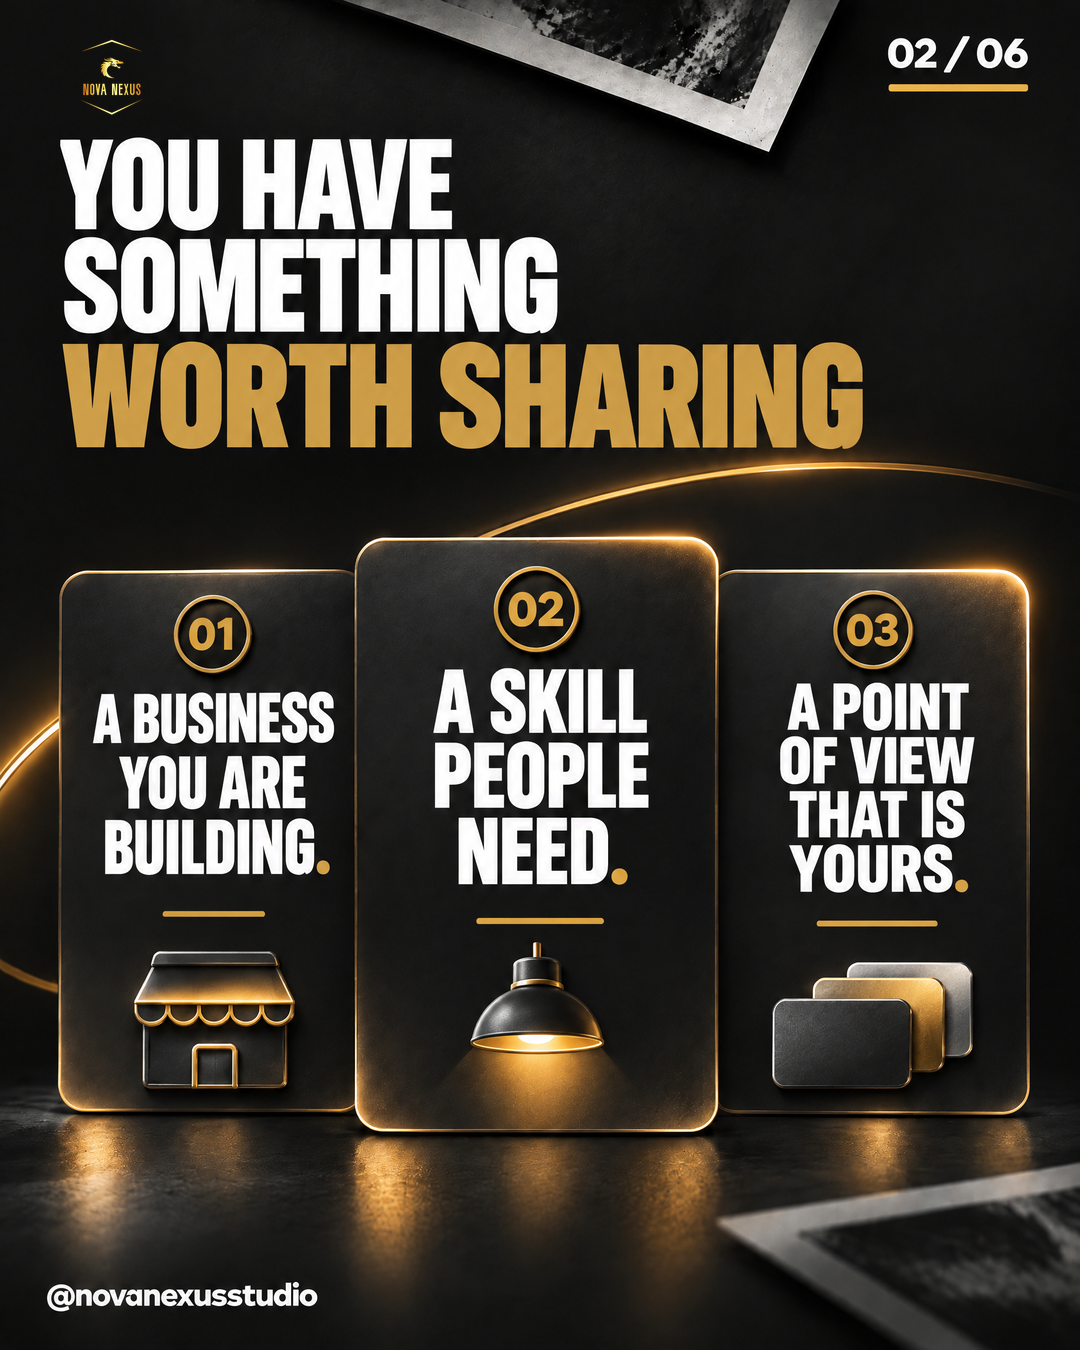 NOVA NEXUS
02 / 06
YOU HAVE
SOMETHING
WORTH SHARING
01
A BUSINESS
YOU ARE
BUILDING.
02
A SKILL
PEOPLE
NEED.
03
A POINT
OF VIEW
THAT IS
YOURS.
@novanexusstudio